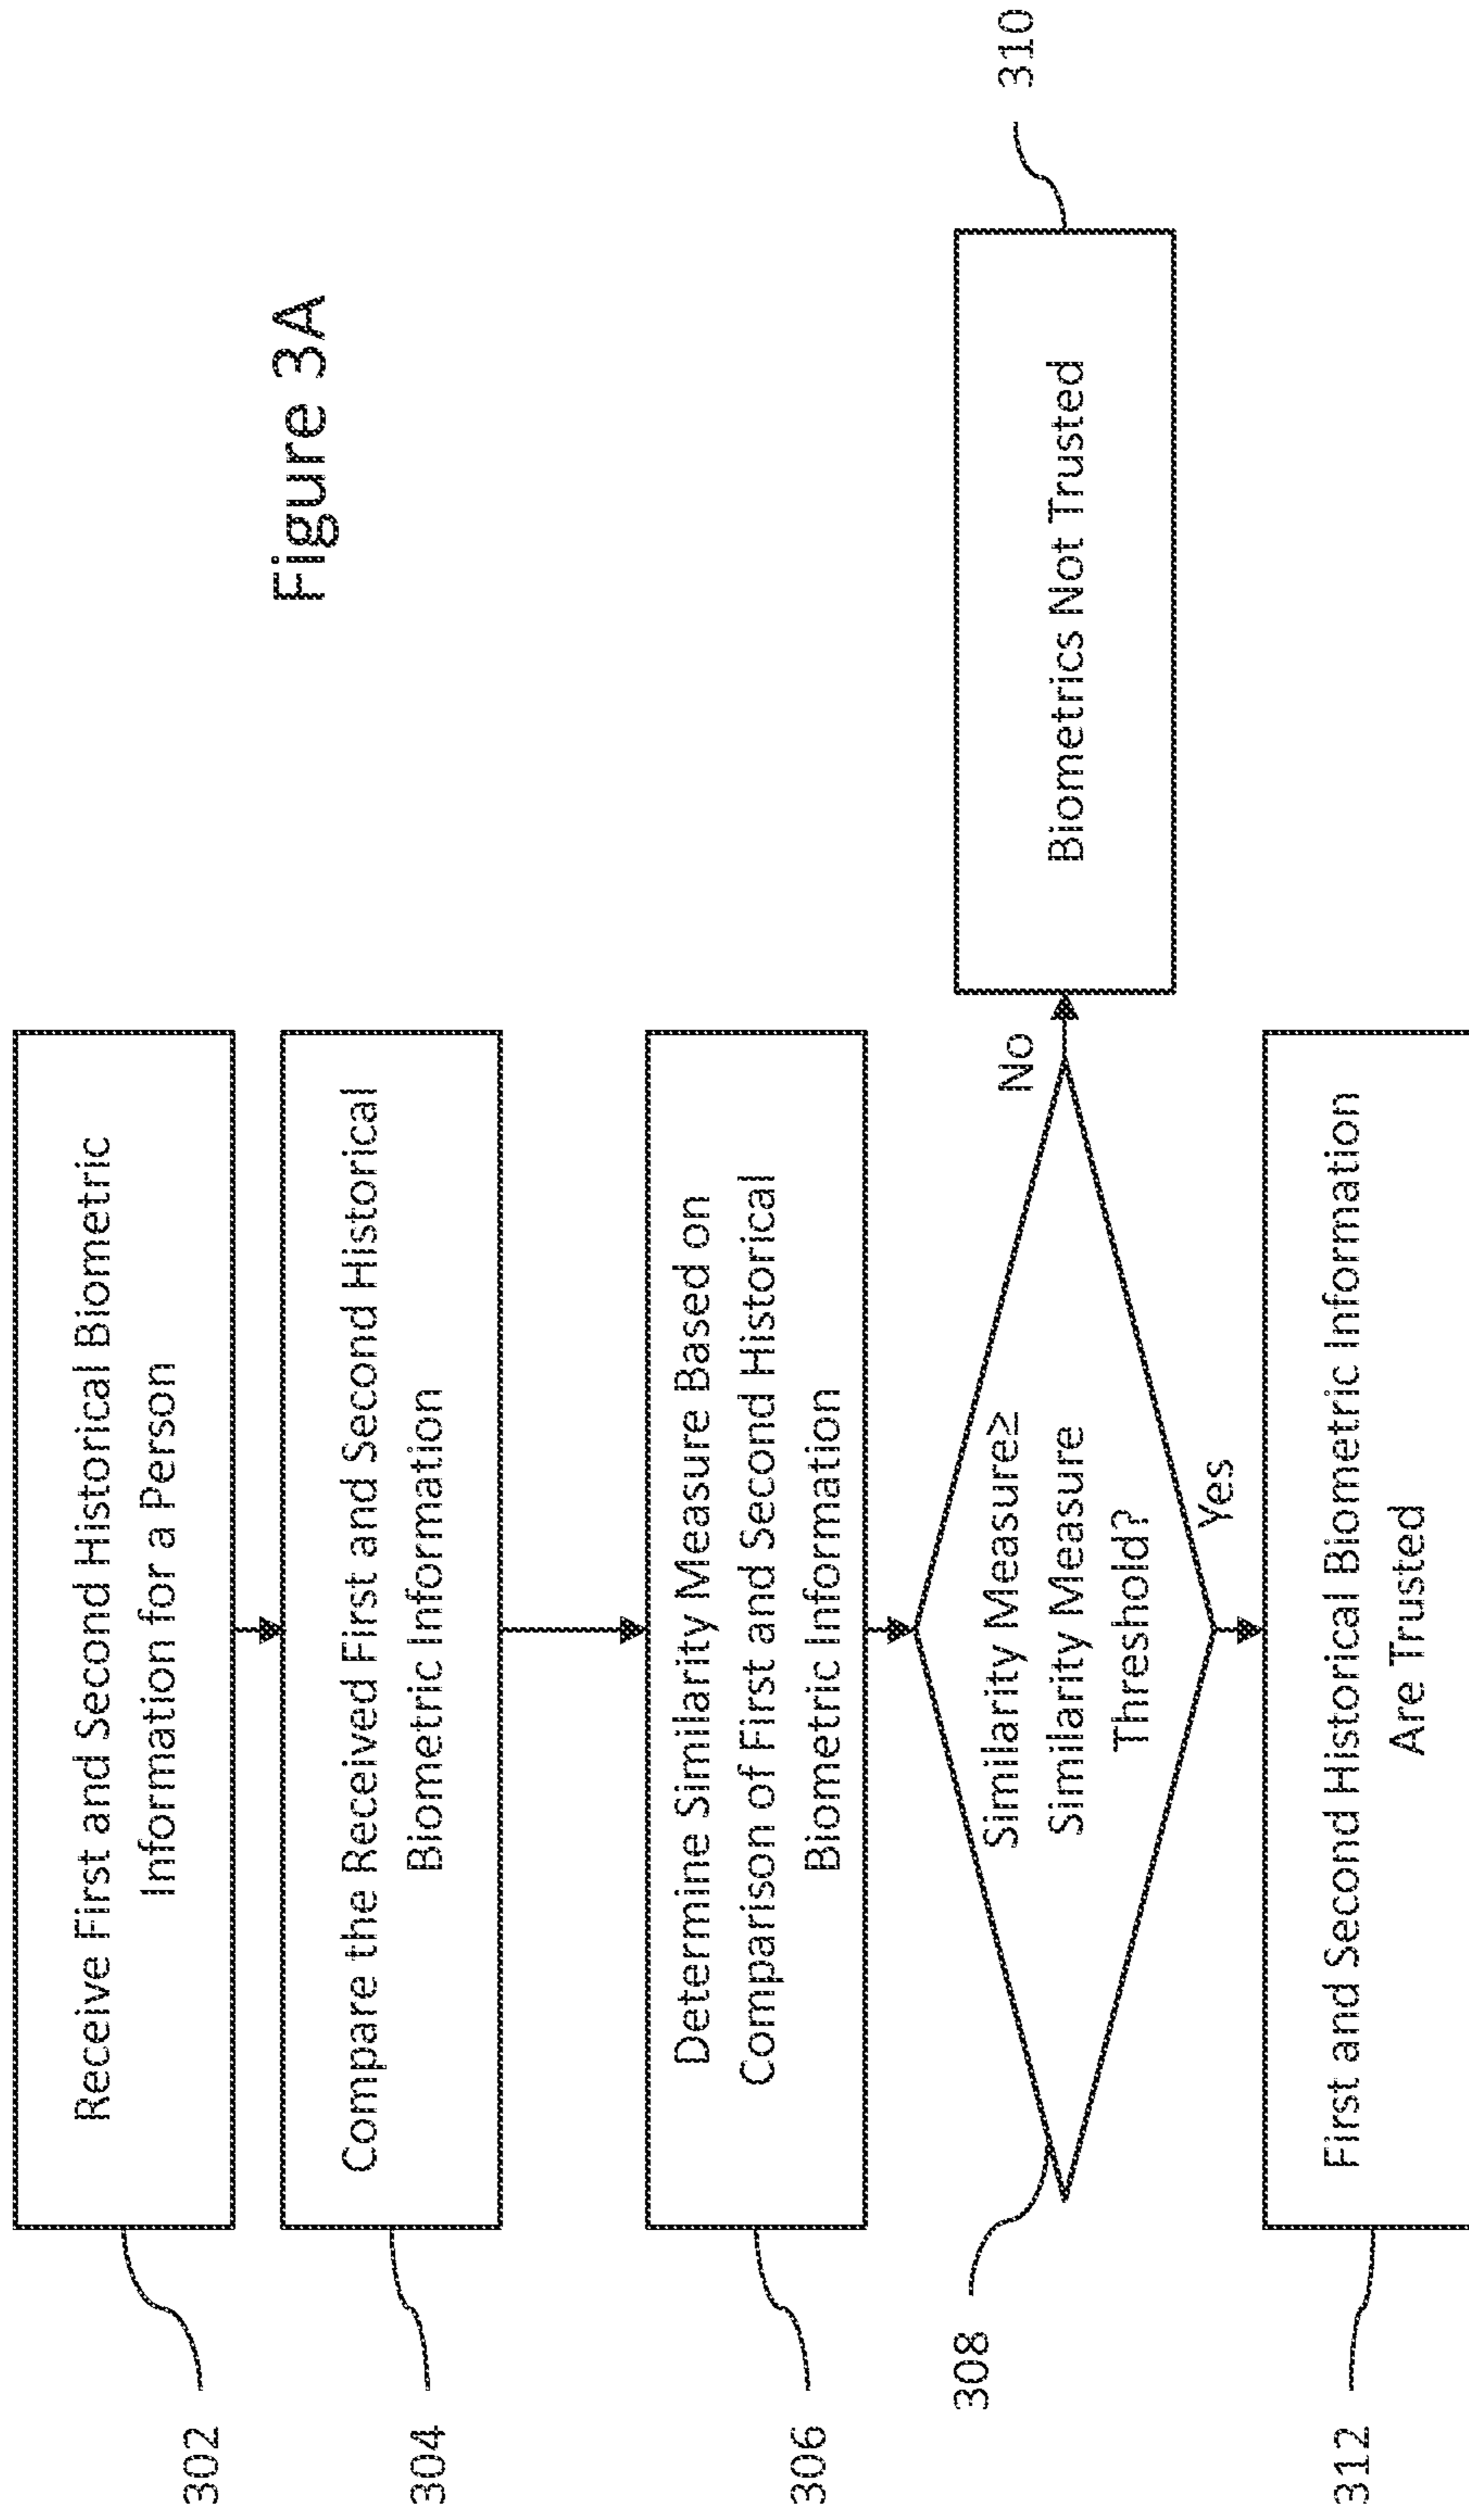 Figure 3A
302
Receive First and Second Historical Biometric
Information for a Person
304
Compare the Received First and Second Historical
Biometric Information
306
Determine Similarity Measure Based on
Comparison of First and Second Historical
Biometric Information
308
Similarity Measure≥
Similarity Measure
Threshold?
No
Biometrics Not Trusted
310
Yes
312
First and Second Historical Biometric Information
Are Trusted